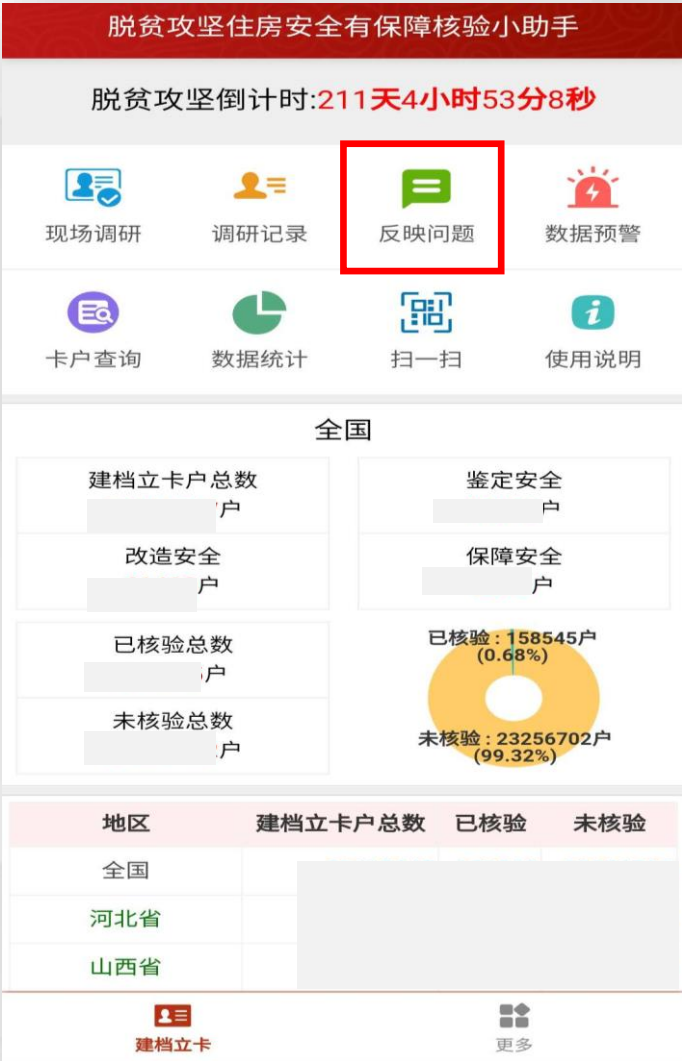 脱贫攻坚住房安全有保障核验小助手
脱贫攻坚倒计时:211天4小时53分8秒
现场调研 调研记录 反映问题 数据预警
卡户查询 数据统计 扫一扫 使用说明
全国
建档立卡户总数 鉴定安全
户 户
改造安全 保障安全
户 户
已核验总数
户
未核验总数
户
已核验 : 158545户
(0.68%)
未核验 : 23256702户
(99.32%)
地区 建档立卡户总数 已核验 未核验
全国
河北省
山西省
建档立卡 更多